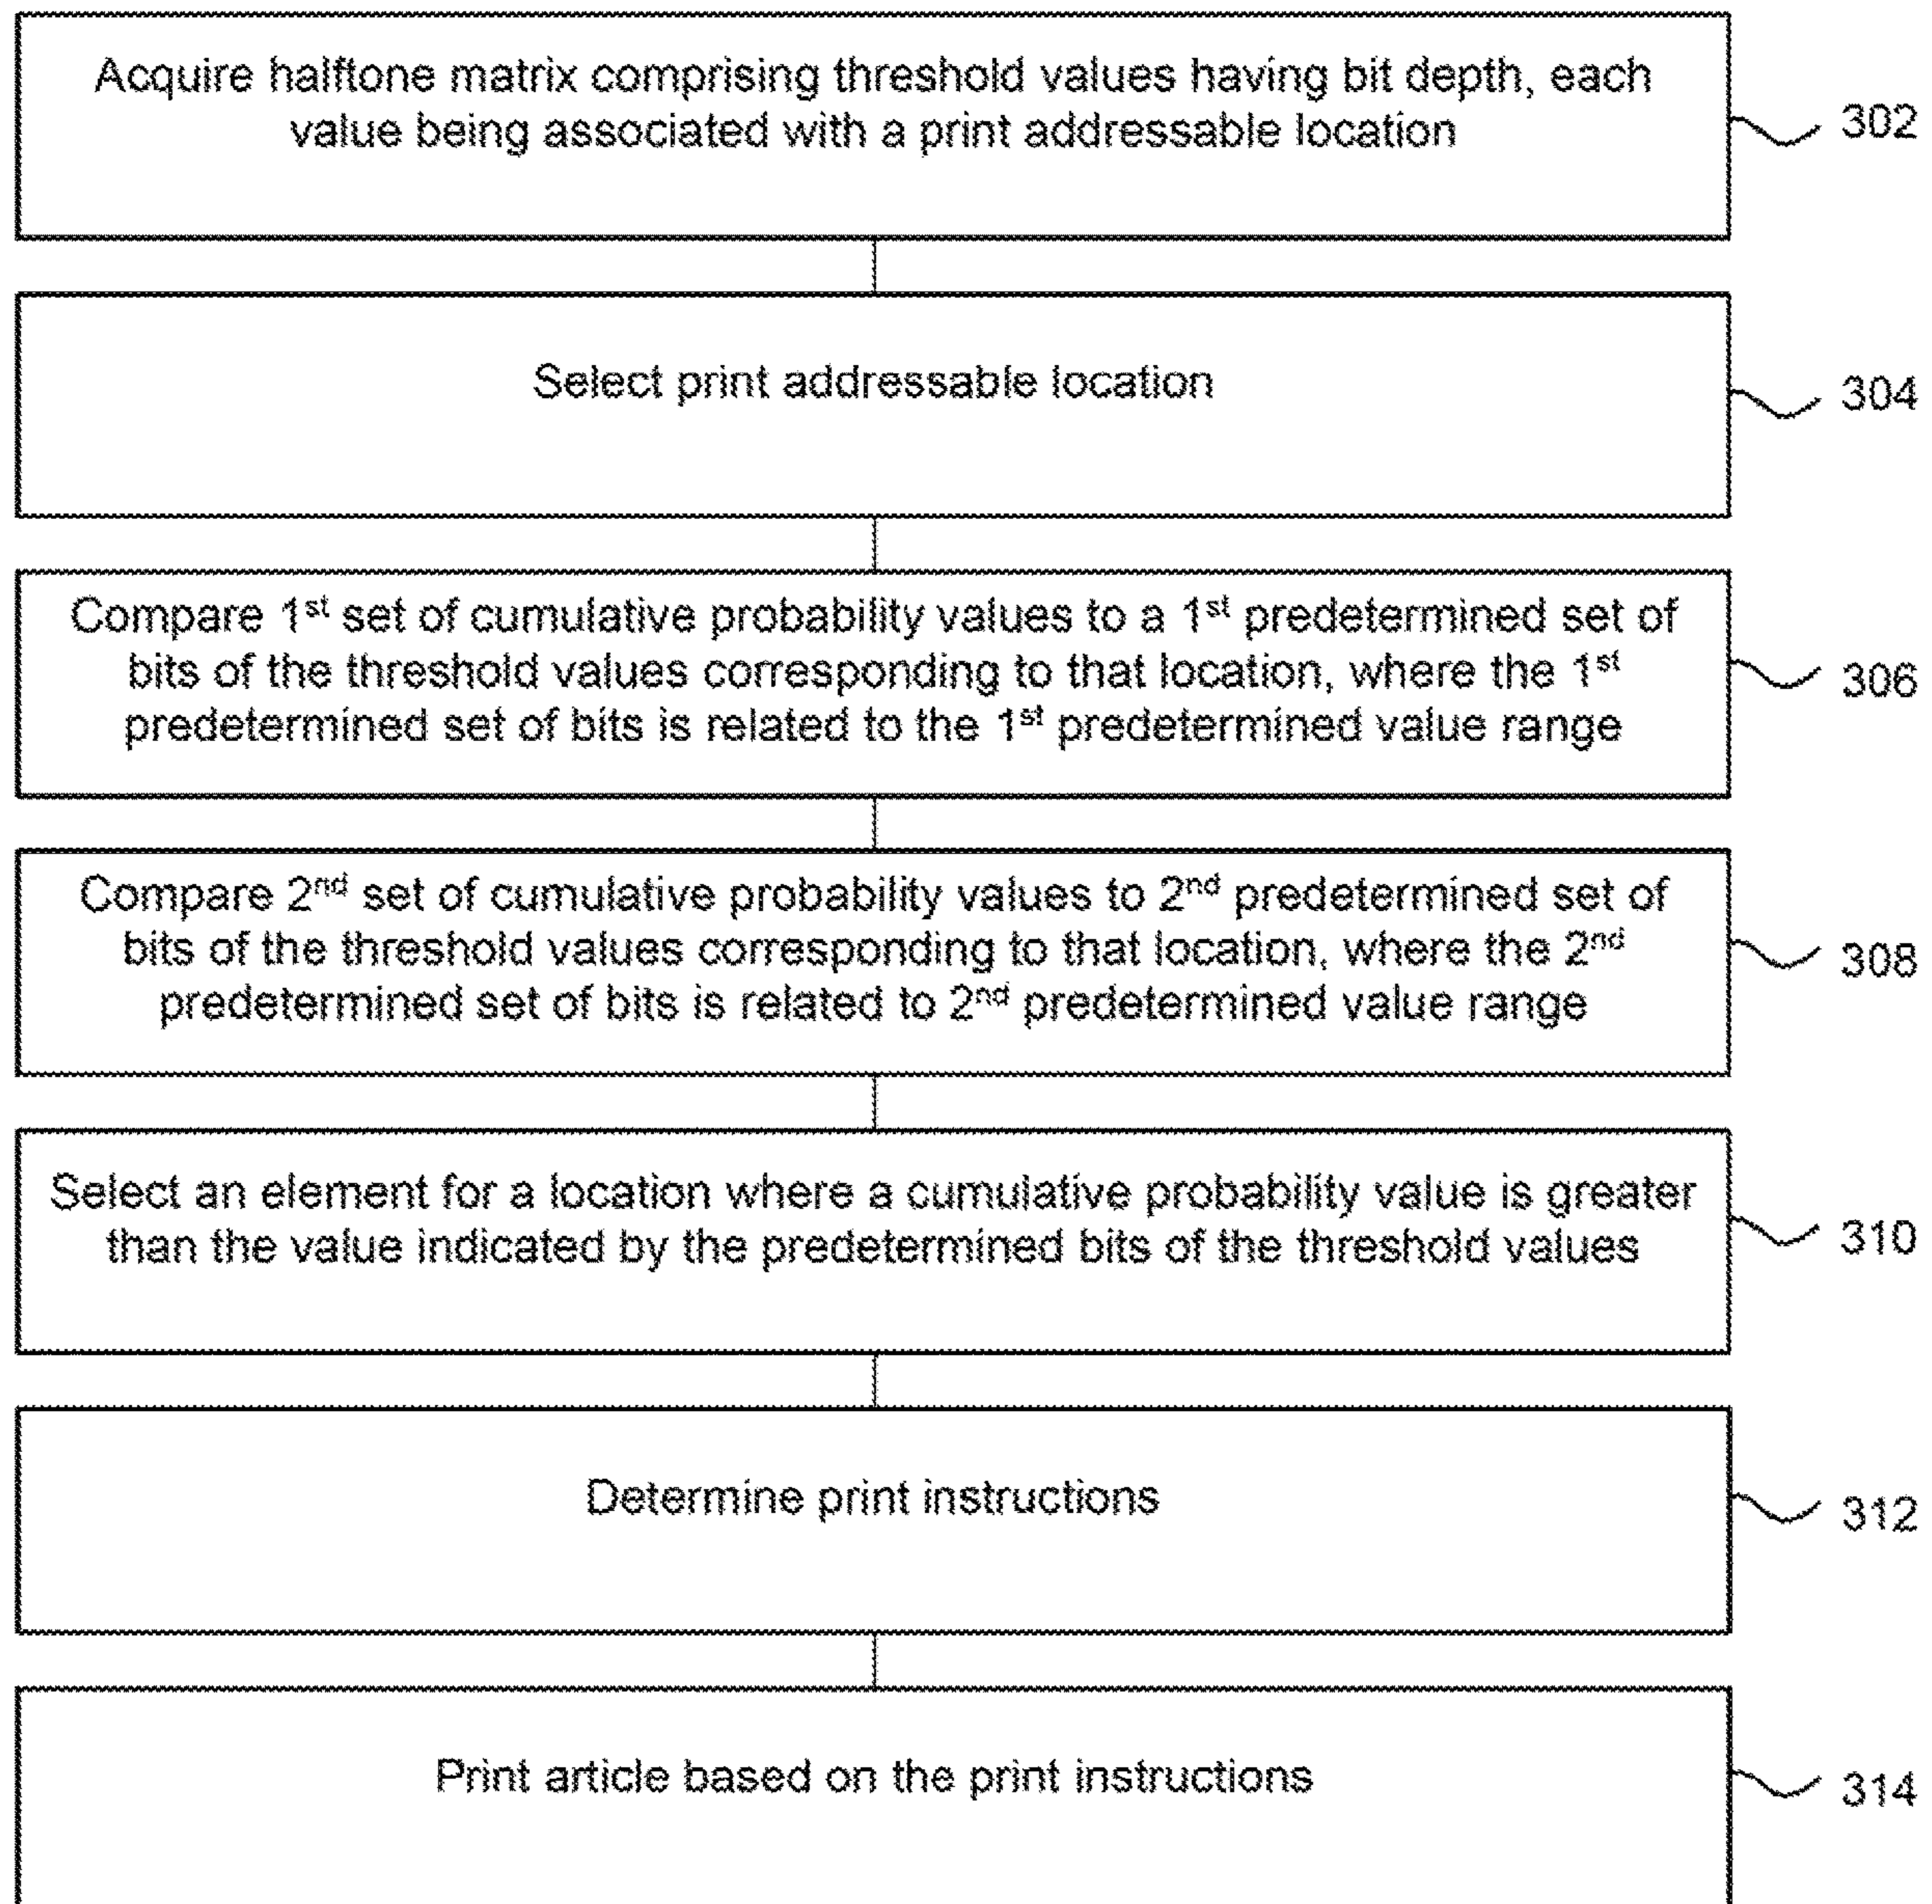 Acquire halftone matrix comprising threshold values having bit depth, each
value being associated with a print addressable location
302
Select print addressable location
304
Compare 1st set of cumulative probability values to a 1st predetermined set of
bits of the threshold values corresponding to that location, where the 1st
predetermined set of bits is related to the 1st predetermined value range
306
Compare 2nd set of cumulative probability values to 2nd predetermined set of
bits of the threshold values corresponding to that location, where the 2nd
predetermined set of bits is related to 2nd predetermined value range
308
Select an element for a location where a cumulative probability value is greater
than the value indicated by the predetermined bits of the threshold values
310
Determine print instructions
312
Print article based on the print instructions
314